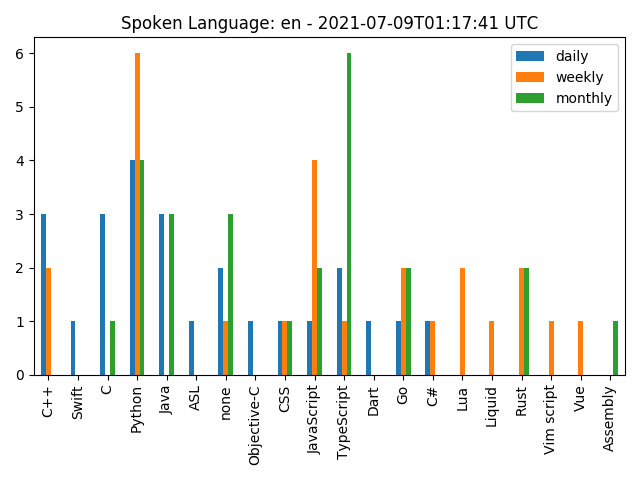 Spoken Language: en - 2021-07-09T01:17:41 UTC
daily
weekly
monthly
6
5
4
3
2
1
0
C++
Swift
C
Python
Java
ASL
none
Objective-C
CSS
JavaScript
TypeScript
Dart
Go
C#
Lua
Liquid
Rust
Vim script
Vue
Assembly